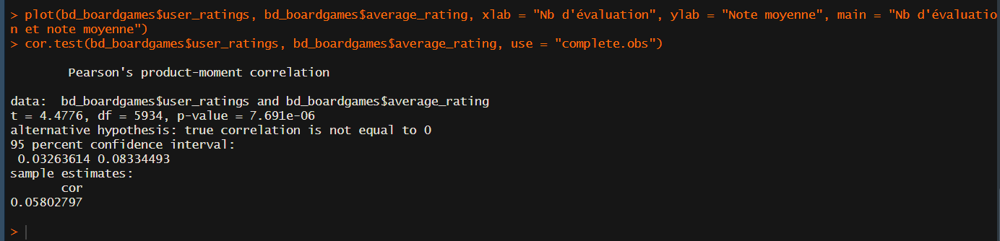 > plot(bd_boardgames$user_ratings, bd_boardgames$average_rating, xlab = "Nb d'évaluation", ylab = "Note moyenne", main = "Nb d'évaluatio
n et note moyenne")
> cor.test(bd_boardgames$user_ratings, bd_boardgames$average_rating, use = "complete.obs")
Pearson's product-moment correlation
data:  bd_boardgames$user_ratings and bd_boardgames$average_rating
t = 4.4776, df = 5934, p-value = 7.691e-06
alternative hypothesis: true correlation is not equal to 0
95 percent confidence interval:
0.03263614 0.08334493
sample estimates:
cor
0.05802797
>